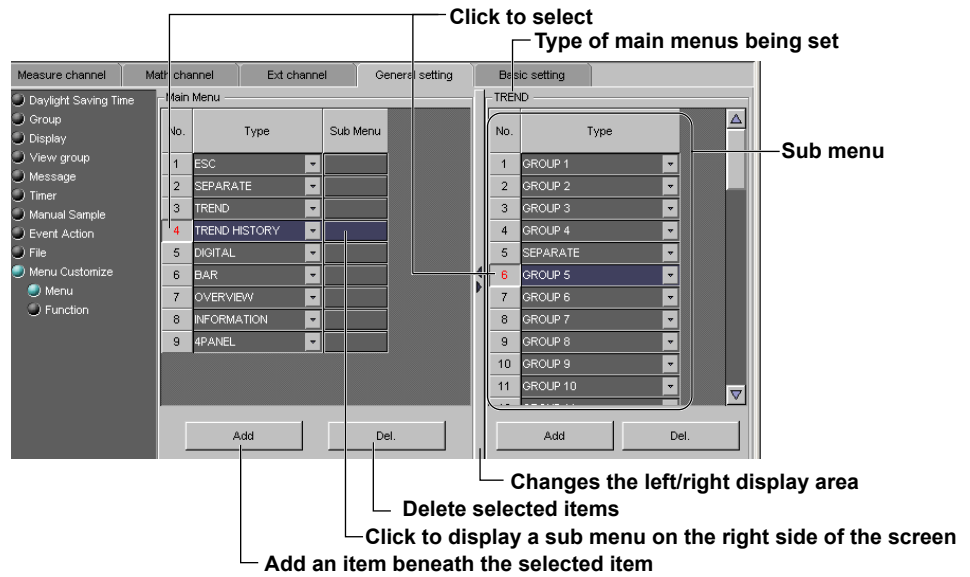 Click to select
Type of main menus being set
Measure channel Math channel Ext channel General setting Basic setting
Daylight Saving Time
Group
Display
View group
Message
Timer
Manual Sample
Event Action
File
Menu Customize
Menu
Function
Main Menu
No. Type Sub Menu
1 ESC
2 SEPARATE
3 TREND
4 TREND HISTORY
5 DIGITAL
6 BAR
7 OVERVIEW
8 INFORMATION
9 4PANEL
Add Del.
TREND
No. Type
1 GROUP 1
2 GROUP 2
3 GROUP 3
4 GROUP 4
5 SEPARATE
6 GROUP 5
7 GROUP 6
8 GROUP 7
9 GROUP 8
10 GROUP 9
11 GROUP 10
Add Del.
Sub menu
Changes the left/right display area
Delete selected items
Click to display a sub menu on the right side of the screen
Add an item beneath the selected item